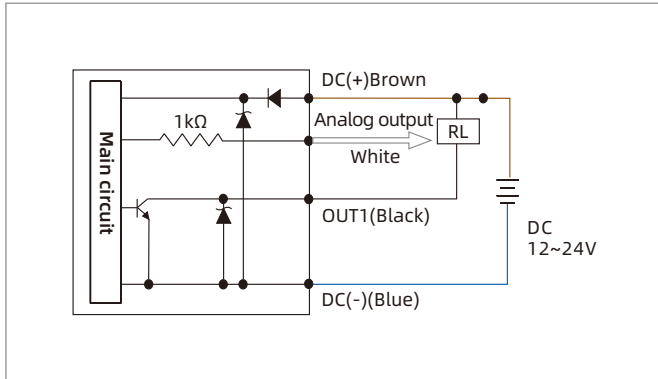 DC(+)Brown
1kΩ
Analog output
RL
White
Main circuit
OUT1(Black)
DC
12~24V
DC(-)(Blue)